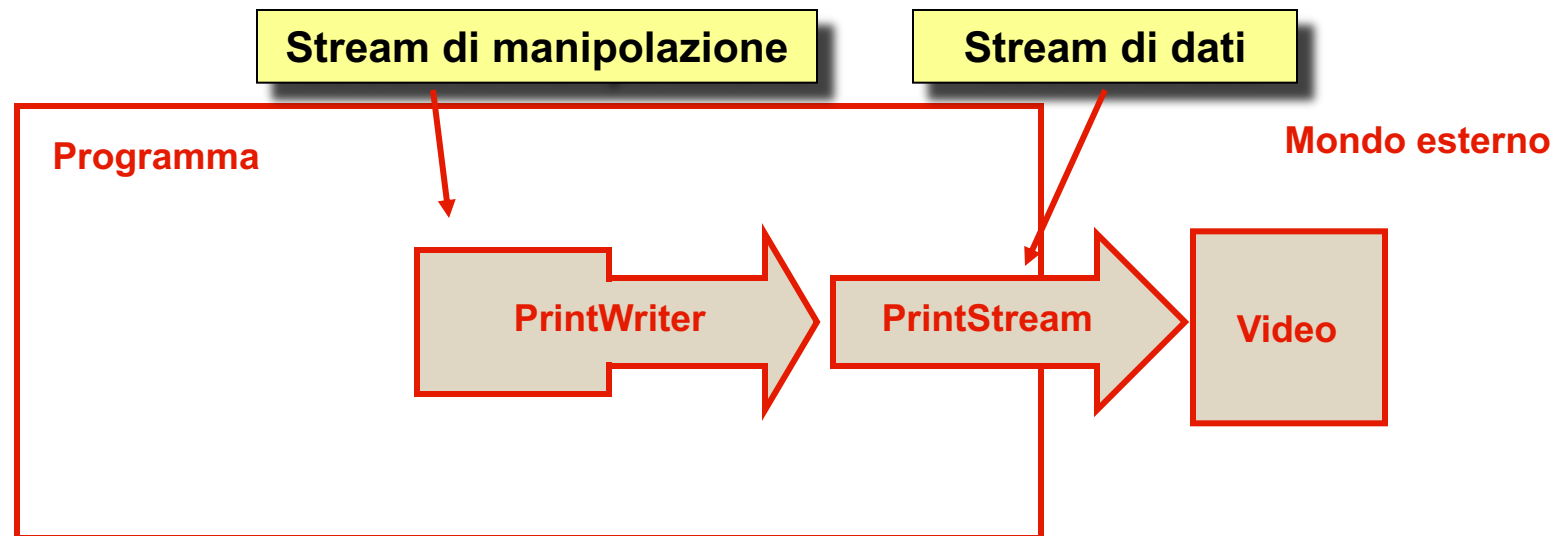 Stream di manipolazione
Stream di dati
Programma
Mondo esterno
PrintWriter
PrintStream
Video